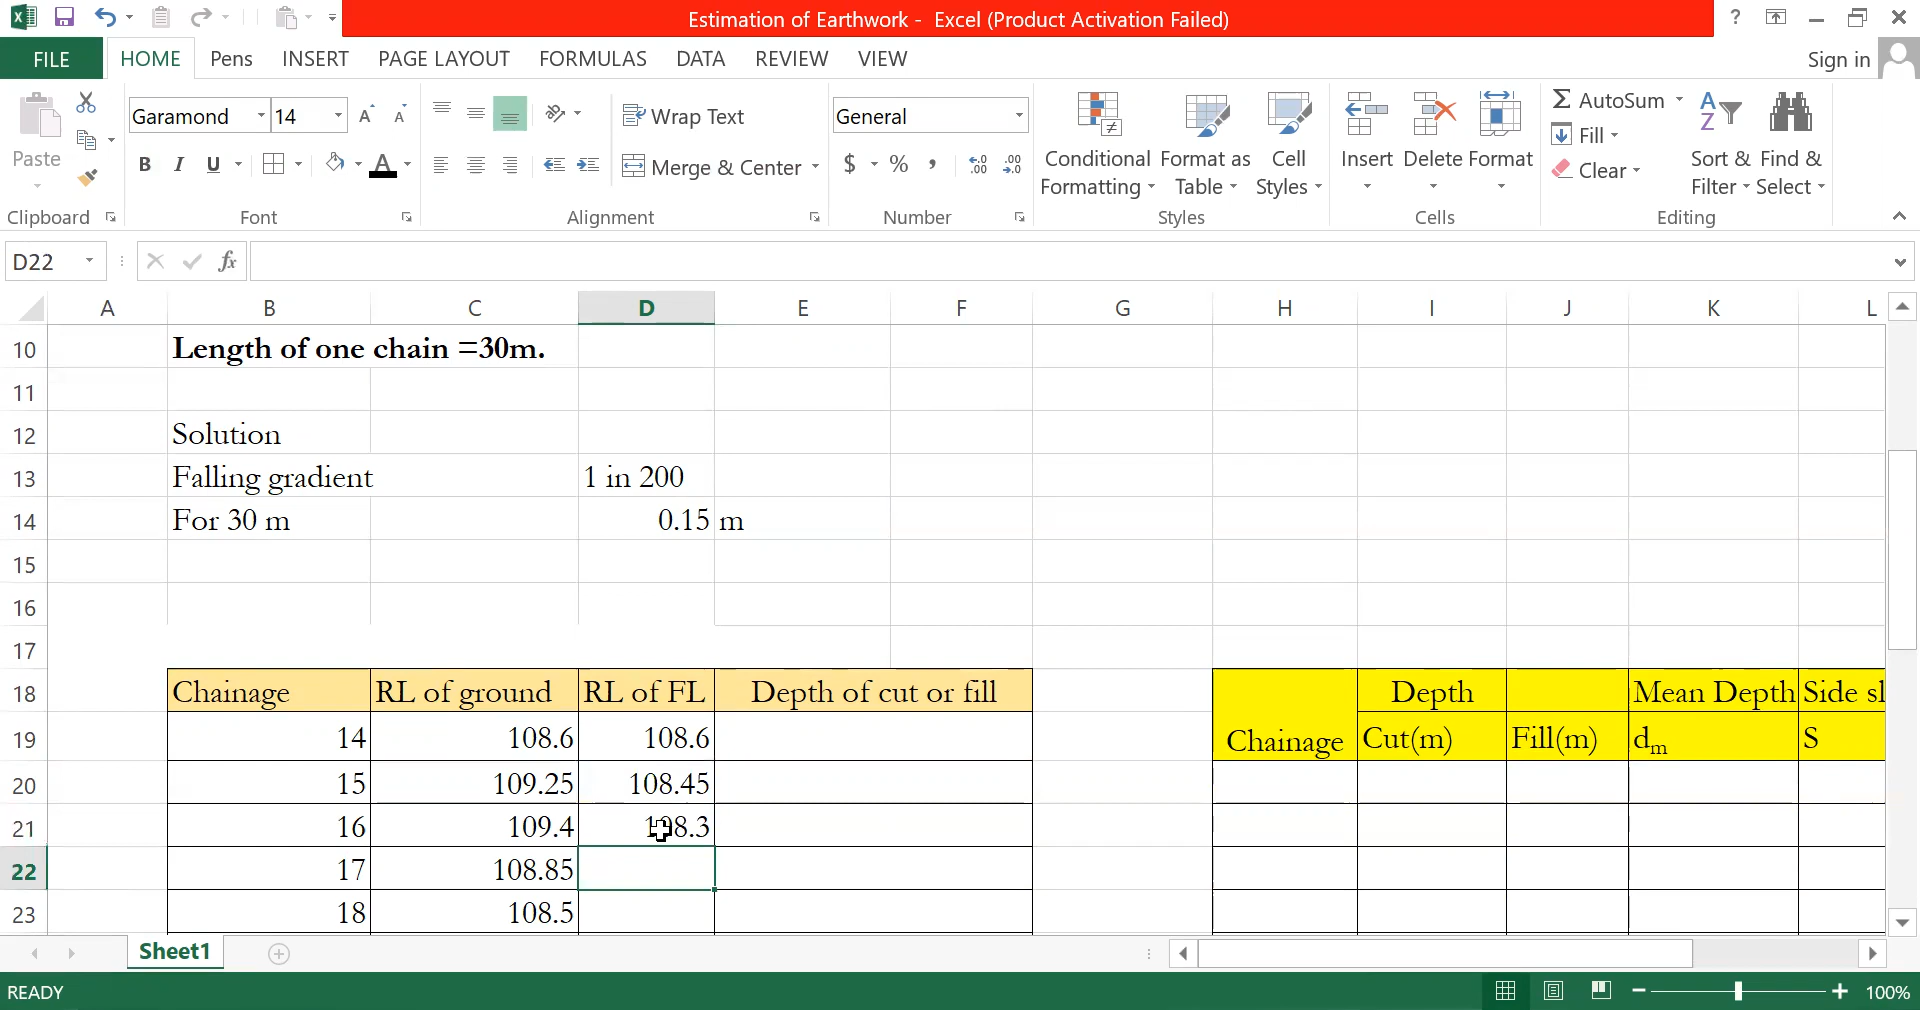 Estimation of Earthwork - Excel (Product Activation Failed)
?
FILE HOME Pens INSERT PAGE LAYOUT FORMULAS DATA REVIEW VIEW Sign in
Garamond 14 Wrap Text General AutoSum
Paste B I U A Merge & Center $ % , Conditional Formatting Format as Table Cell Styles Insert Delete Format Fill Clear Sort & Filter Find & Select
Clipboard Font Alignment Number Styles Cells Editing
D22 fx
A B C D E F G H I J K L
10 Length of one chain =30m.
11
12 Solution
13 Falling gradient 1 in 200
14 For 30 m 0.15 m
15
16
17
18 Chainage RL of ground RL of FL Depth of cut or fill Depth Mean Depth Side sl
19 14 108.6 108.6 Chainage Cut(m) Fill(m) dm S
20 15 109.25 108.45
21 16 109.4 108.3
22 17 108.85
23 18 108.5
Sheet1
READY 100%